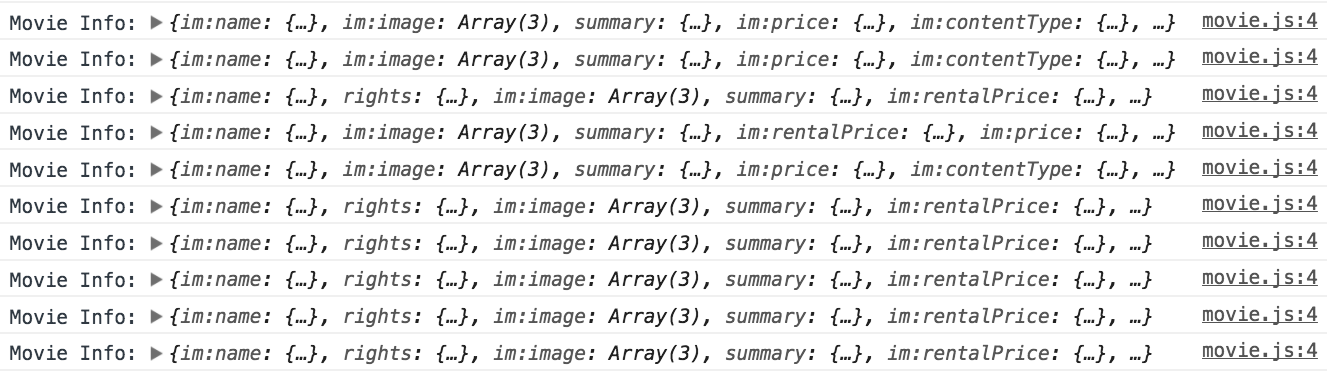 Movie Info: ▶{im:name: {…}, im:image: Array(3), summary: {…}, im:price: {…}, im:contentType: {…}, …} movie.js:4
Movie Info: ▶{im:name: {…}, im:image: Array(3), summary: {…}, im:price: {…}, im:contentType: {…}, …} movie.js:4
Movie Info: ▶{im:name: {…}, rights: {…}, im:image: Array(3), summary: {…}, im:rentalPrice: {…}, …} movie.js:4
Movie Info: ▶{im:name: {…}, im:image: Array(3), summary: {…}, im:rentalPrice: {…}, im:price: {…}, …} movie.js:4
Movie Info: ▶{im:name: {…}, im:image: Array(3), summary: {…}, im:price: {…}, im:contentType: {…}, …} movie.js:4
Movie Info: ▶{im:name: {…}, rights: {…}, im:image: Array(3), summary: {…}, im:rentalPrice: {…}, …} movie.js:4
Movie Info: ▶{im:name: {…}, rights: {…}, im:image: Array(3), summary: {…}, im:rentalPrice: {…}, …} movie.js:4
Movie Info: ▶{im:name: {…}, rights: {…}, im:image: Array(3), summary: {…}, im:rentalPrice: {…}, …} movie.js:4
Movie Info: ▶{im:name: {…}, rights: {…}, im:image: Array(3), summary: {…}, im:rentalPrice: {…}, …} movie.js:4
Movie Info: ▶{im:name: {…}, rights: {…}, im:image: Array(3), summary: {…}, im:rentalPrice: {…}, …} movie.js:4